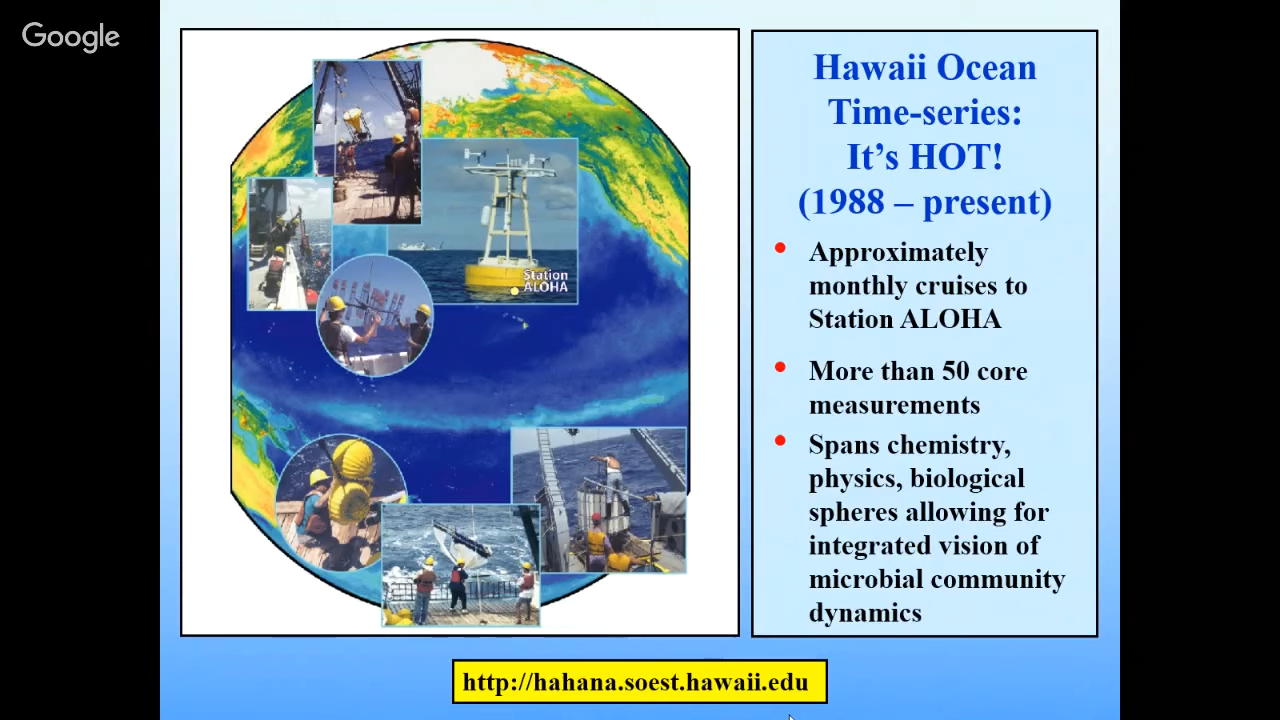 Google
Station
ALOHA
Hawaii Ocean
Time-series:
It’s HOT!
(1988 – present)
• Approximately
monthly cruises to
Station ALOHA
• More than 50 core
measurements
• Spans chemistry,
physics, biological
spheres allowing for
integrated vision of
microbial community
dynamics
http://hahana.soest.hawaii.edu